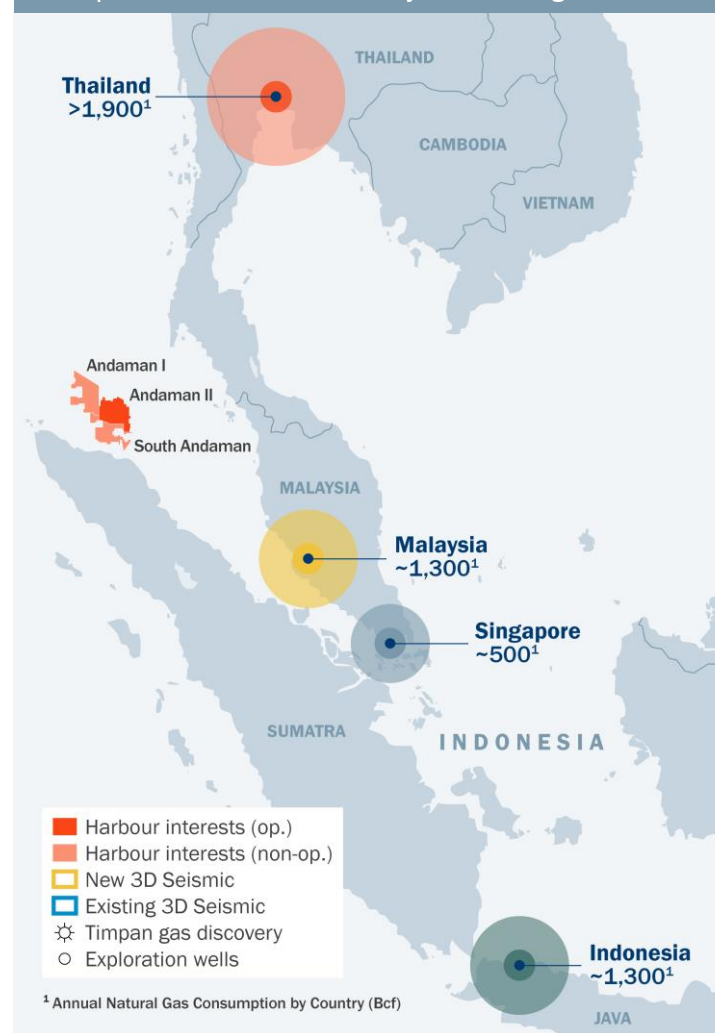 THAILAND
Thailand
>1,900¹
CAMBODIA
VIETNAM
Andaman I
Andaman II
South Andaman
MALAYSIA
Malaysia
~1,300¹
Singapore
~500¹
SUMATRA
INDONESIA
Harbour interests (op.)
Harbour interests (non-op.)
New 3D Seismic
Existing 3D Seismic
Timpan gas discovery
Exploration wells
Indonesia
~1,300¹
¹ Annual Natural Gas Consumption by Country (Bcf)
JAVA